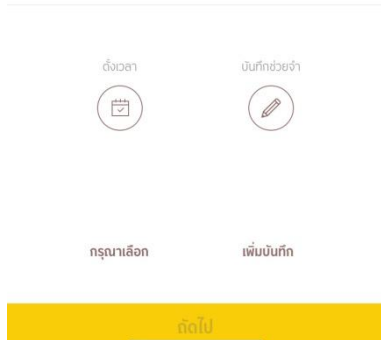 ตั้งเวลา
บันทึกช่วยจำ
กรุณาเลือก
เพิ่มบันทึก
ถัดไป